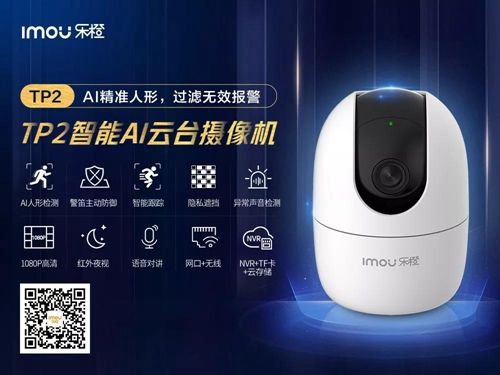 imou 乐橙
TP2 AI精准人形，过滤无效报警
TP2智能AI云台摄像机
AI人形检测 警笛主动防御 智能跟踪 隐私遮挡 异常声音检测
1080P
NVR
1080P高清 红外夜视 语音对讲 网口+无线 NVR+TF卡
+云存储
imou 乐橙